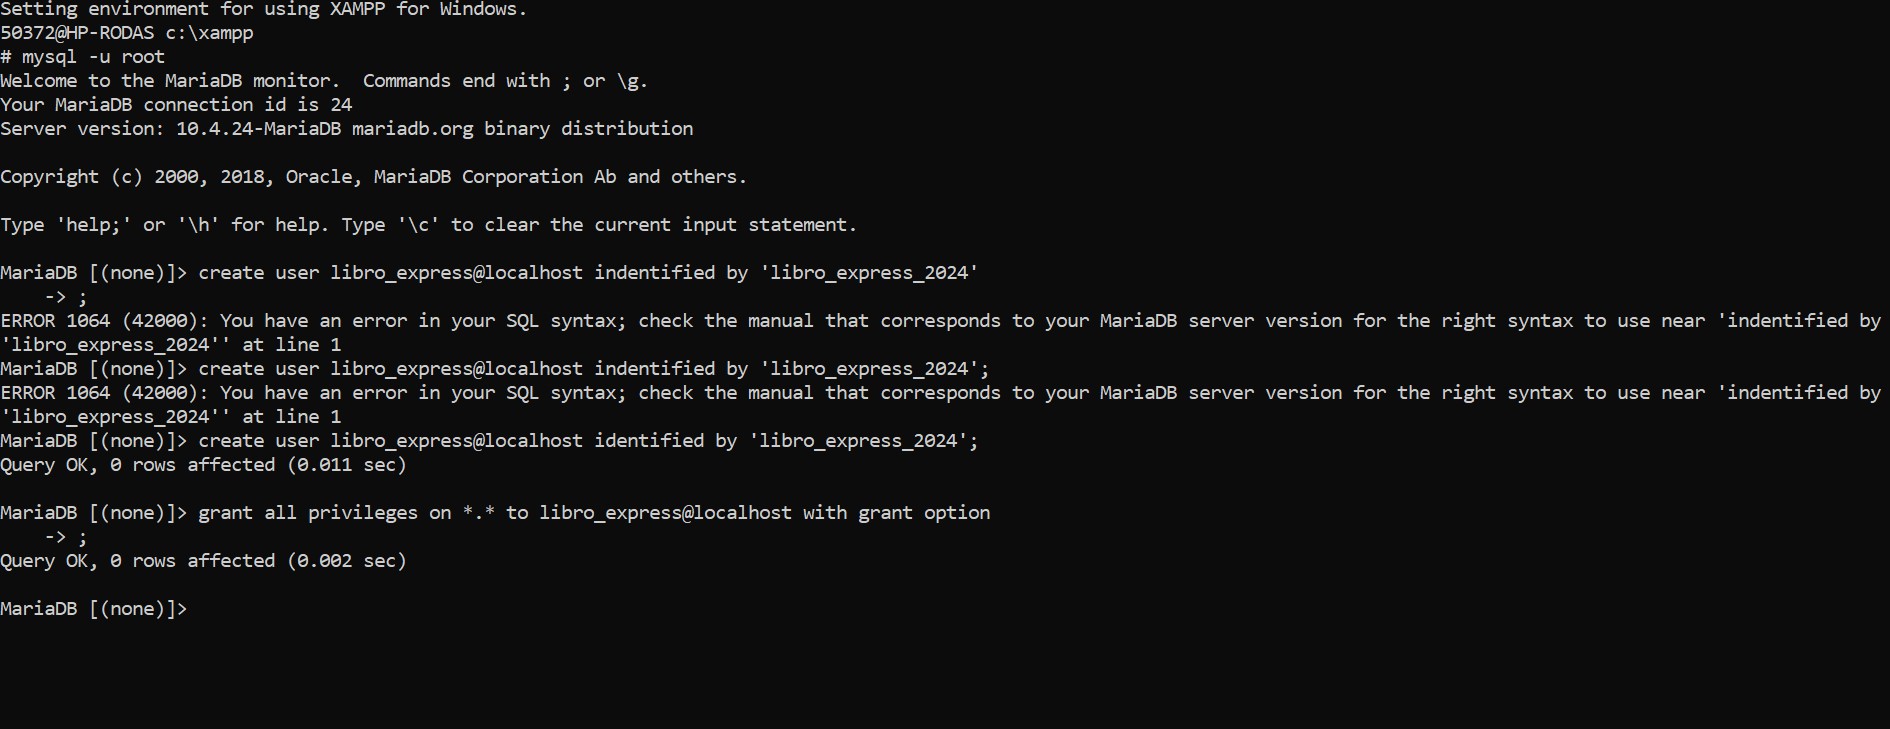 Setting environment for using XAMPP for Windows.
50372@HP-RODAS c:\xampp
# mysql -u root
Welcome to the MariaDB monitor.  Commands end with ; or \g.
Your MariaDB connection id is 24
Server version: 10.4.24-MariaDB mariadb.org binary distribution

Copyright (c) 2000, 2018, Oracle, MariaDB Corporation Ab and others.

Type 'help;' or '\h' for help. Type '\c' to clear the current input statement.

MariaDB [(none)]> create user libro_express@localhost indentified by 'libro_express_2024'
    -> ;
ERROR 1064 (42000): You have an error in your SQL syntax; check the manual that corresponds to your MariaDB server version for the right syntax to use near 'indentified by
'libro_express_2024'' at line 1
MariaDB [(none)]> create user libro_express@localhost indentified by 'libro_express_2024';
ERROR 1064 (42000): You have an error in your SQL syntax; check the manual that corresponds to your MariaDB server version for the right syntax to use near 'indentified by
'libro_express_2024'' at line 1
MariaDB [(none)]> create user libro_express@localhost identified by 'libro_express_2024';
Query OK, 0 rows affected (0.011 sec)

MariaDB [(none)]> grant all privileges on *.* to libro_express@localhost with grant option
    -> ;
Query OK, 0 rows affected (0.002 sec)

MariaDB [(none)]>